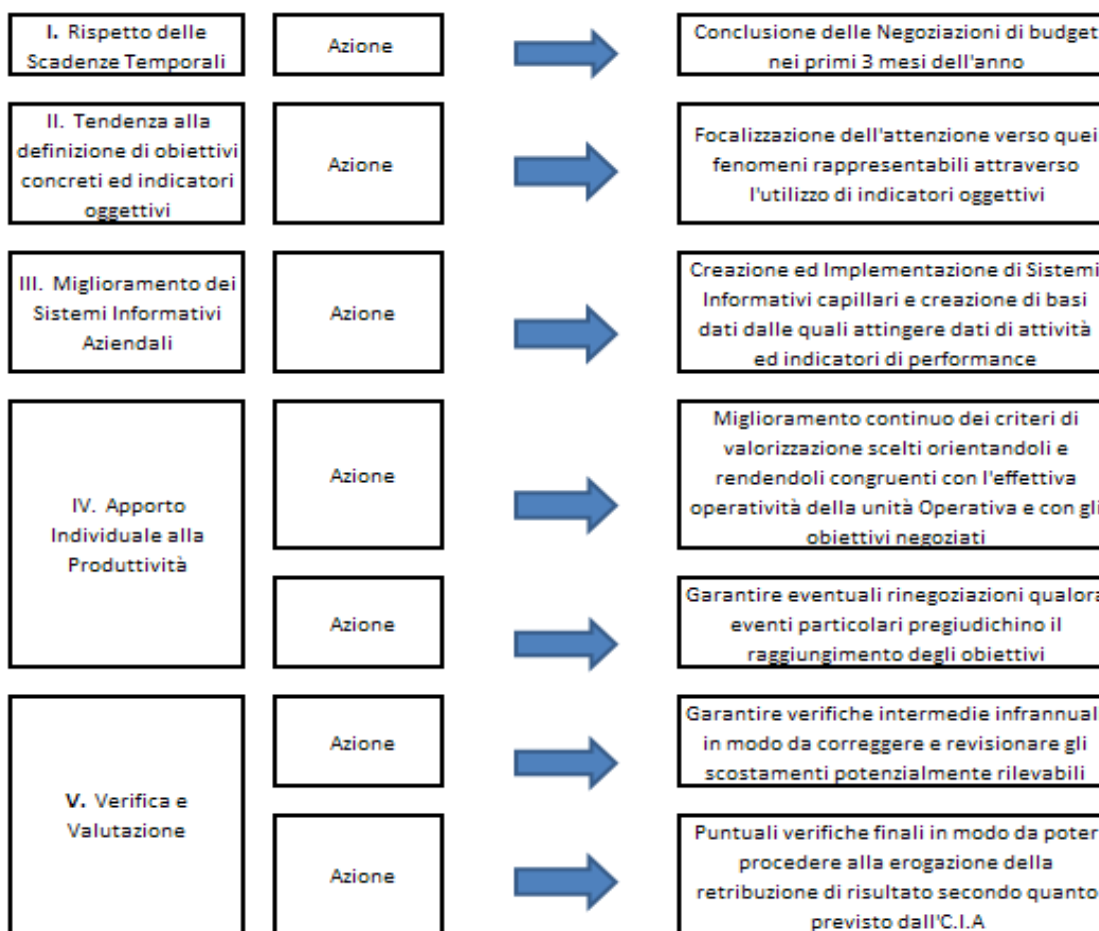 I. Rispetto delle
Scadenze Temporali
Azione
Conclusione delle Negoziazioni di budget
nei primi 3 mesi dell'anno
II. Tendenza alla
definizione di obiettivi
concreti ed indicatori
oggettivi
Azione
Focalizzazione dell'attenzione verso quei
fenomeni rappresentabili attraverso
l'utilizzo di indicatori oggettivi
III. Miglioramento dei
Sistemi Informativi
Aziendali
Azione
Creazione ed Implementazione di Sistemi
Informativi capillari e creazione di basi
dati dalle quali attingere dati di attività
ed indicatori di performance
IV. Apporto
Individuale alla
Produttività
Azione
Miglioramento continuo dei criteri di
valorizzazione scelti orientandoli e
rendendoli congruenti con l'effettiva
operatività della unità Operativa e con gli
obiettivi negoziati
Azione
Garantire eventuali rinegoziazioni qualora
eventi particolari pregiudichino il
raggiungimento degli obiettivi
V. Verifica e
Valutazione
Azione
Garantire verifiche intermedie infrannual
in modo da correggere e revisionare gli
scostamenti potenzialmente rilevabili
Azione
Puntuali verifiche finali in modo da poter
procedere alla erogazione della
retribuzione di risultato secondo quanto
previsto dall'C.I.A